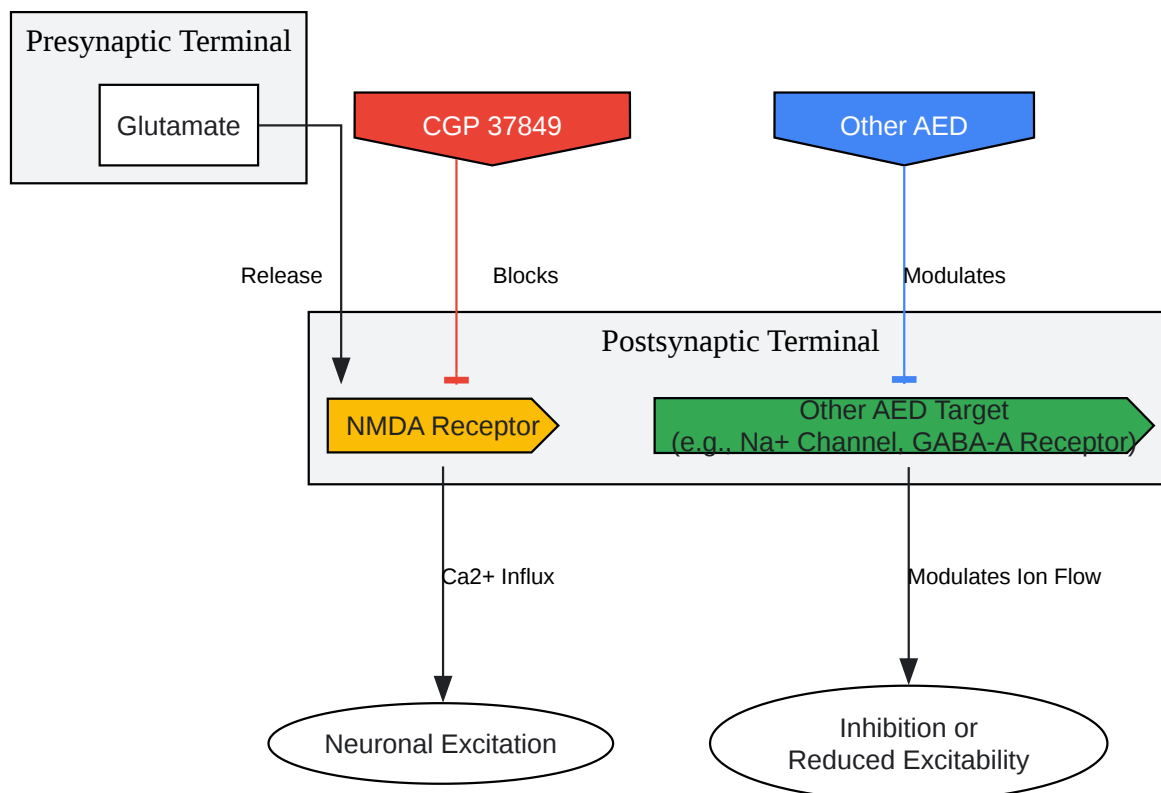 Presynaptic Terminal
Glutamate
CGP 37849
Other AED
Release
Blocks
Modulates
Postsynaptic Terminal
NMDA Receptor
Other AED Target
(e.g., Na+ Channel, GABA-A Receptor)
Ca2+ Influx
Modulates Ion Flow
Neuronal Excitation
Inhibition or
Reduced Excitability